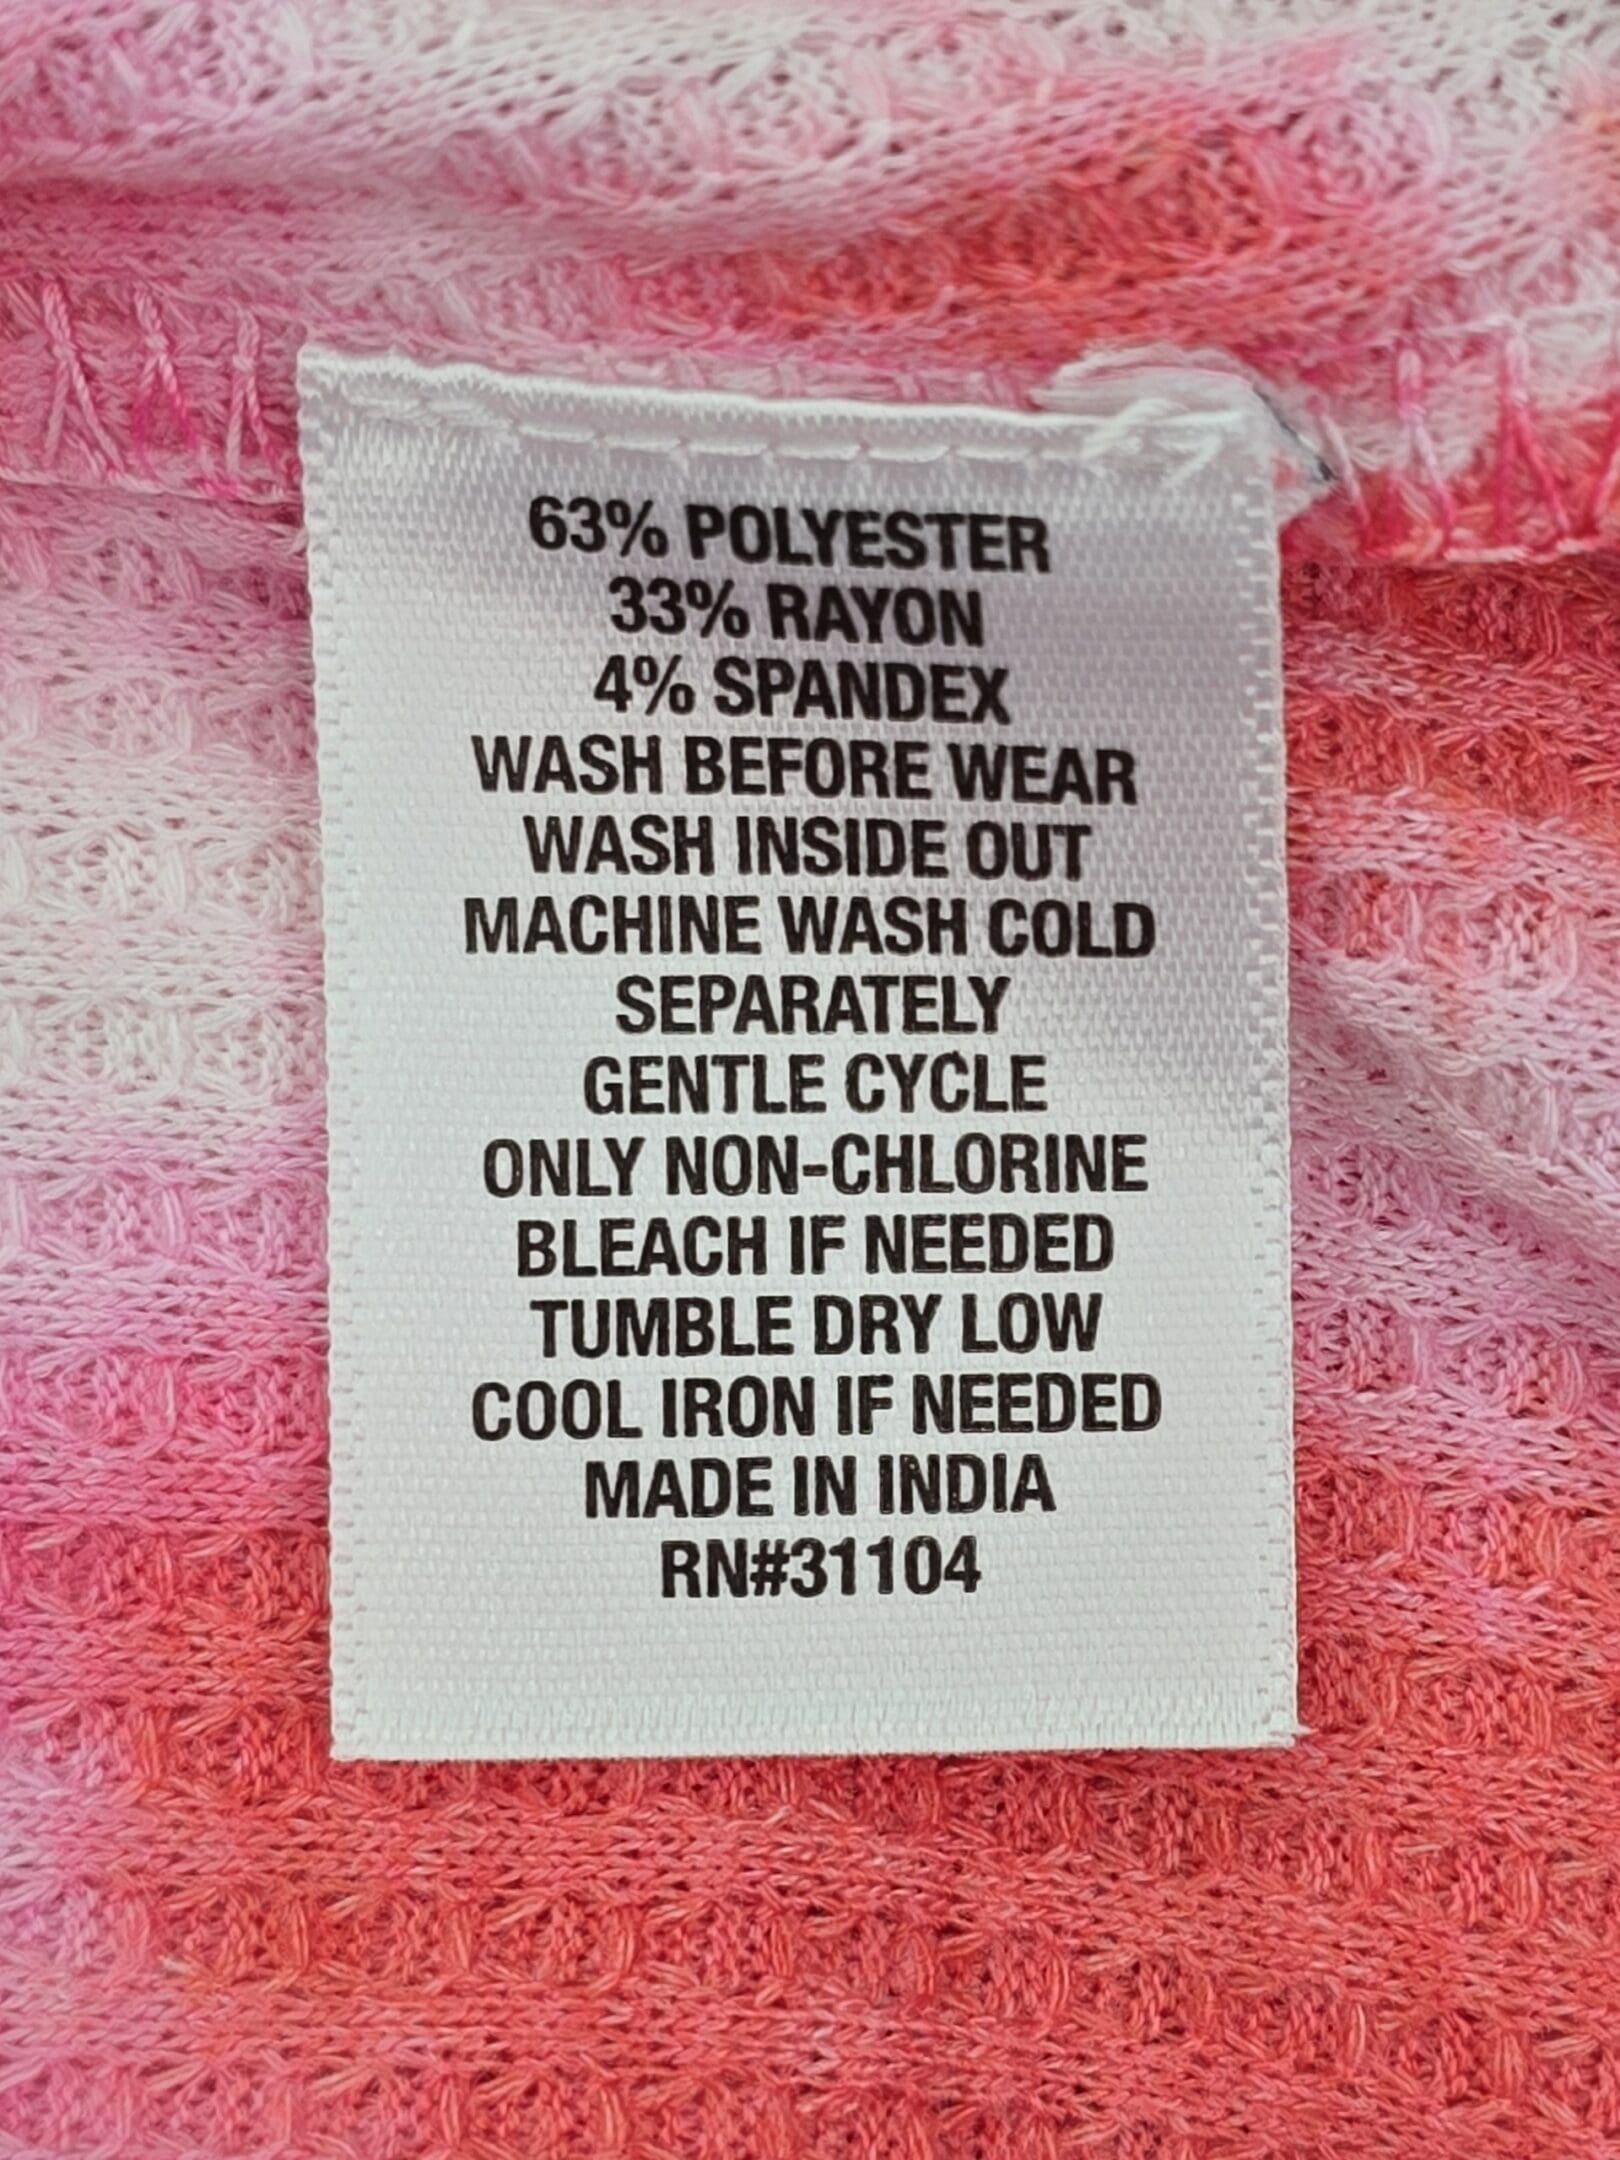 63% POLYESTER
33% RAYON
4% SPANDEX
WASH BEFORE WEAR
WASH INSIDE OUT
MACHINE WASH COLD
SEPARATELY
GENTLE CYCLE
ONLY NON-CHLORINE
BLEACH IF NEEDED
TUMBLE DRY LOW
COOL IRON IF NEEDED
MADE IN INDIA
RN#31104